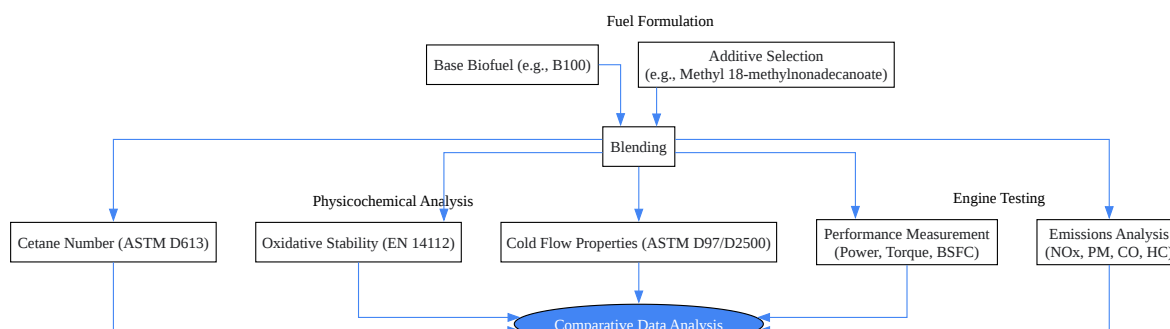 Fuel Formulation
Base Biofuel (e.g., B100)
Additive Selection
(e.g., Methyl 18-methylnonadecanoate)
Blending
Physicochemical Analysis
Engine Testing
Cetane Number (ASTM D613)
Oxidative Stability (EN 14112)
Cold Flow Properties (ASTM D97/D2500)
Performance Measurement
(Power, Torque, BSFC)
Emissions Analysis
(NOx, PM, CO, HC)
Comparative Data Analysis